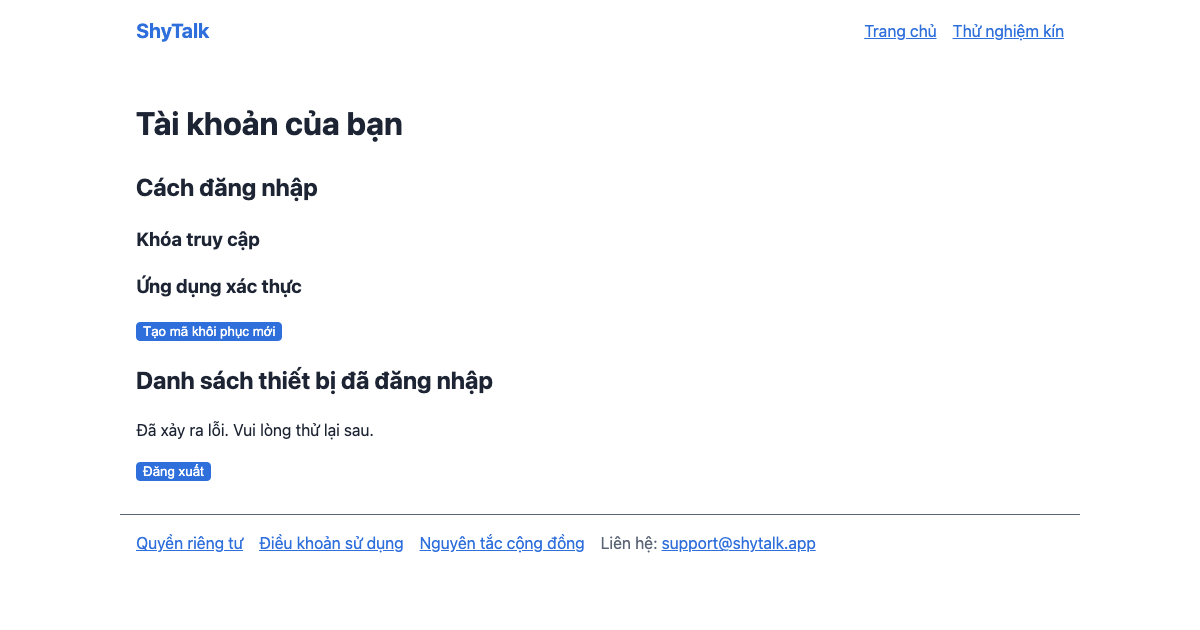 ShyTalk
Trang chủ Thử nghiệm kín
Tài khoản của bạn
Cách đăng nhập
Khóa truy cập
Ứng dụng xác thực
Tạo mã khôi phục mới
Danh sách thiết bị đã đăng nhập
Đã xảy ra lỗi. Vui lòng thử lại sau.
Đăng xuất
Quyền riêng tư Điều khoản sử dụng Nguyên tắc cộng đồng Liên hệ: support@shytalk.app